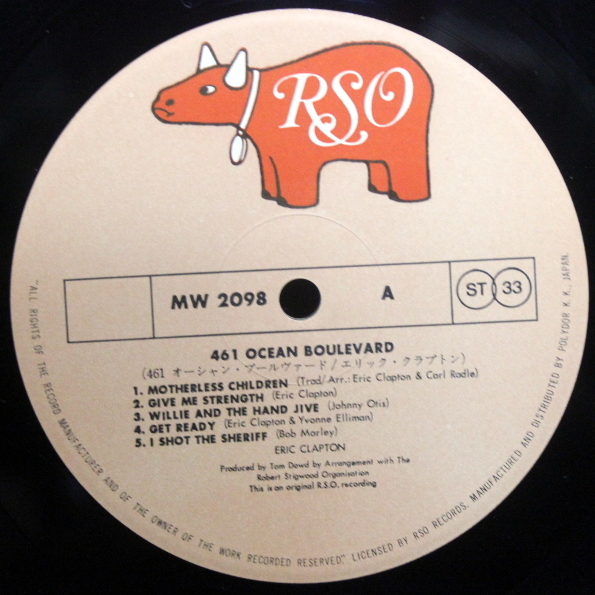 RSO
MW 2098 A ST 33
461 OCEAN BOULEVARD
(461 オーシャン・ブールヴァード/エリック・クラプトン)
1. MOTHERLESS CHILDREN (Trad/Arr.: Eric Clapton & Carl Radle)
2. GIVE ME STRENGTH (Eric Clapton)
3. WILLIE AND THE HAND JIVE (Johnny Otis)
4. GET READY (Eric Clapton & Yvonne Elliman)
5. I SHOT THE SHERIFF (Bob Marley)
ERIC CLAPTON
Produced by Tom Dowd by Arrangement with The
Robert Stigwood Organisation
This is an original R.S.O. recording
"ALL RIGHTS OF THE RECORD MANUFACTURER AND OF THE OWNER OF THE WORK RECORDED RESERVED." LICENSED BY RSO RECORDS, MANUFACTURED AND DISTRIBUTED BY POLYDOR K.K., JAPAN.